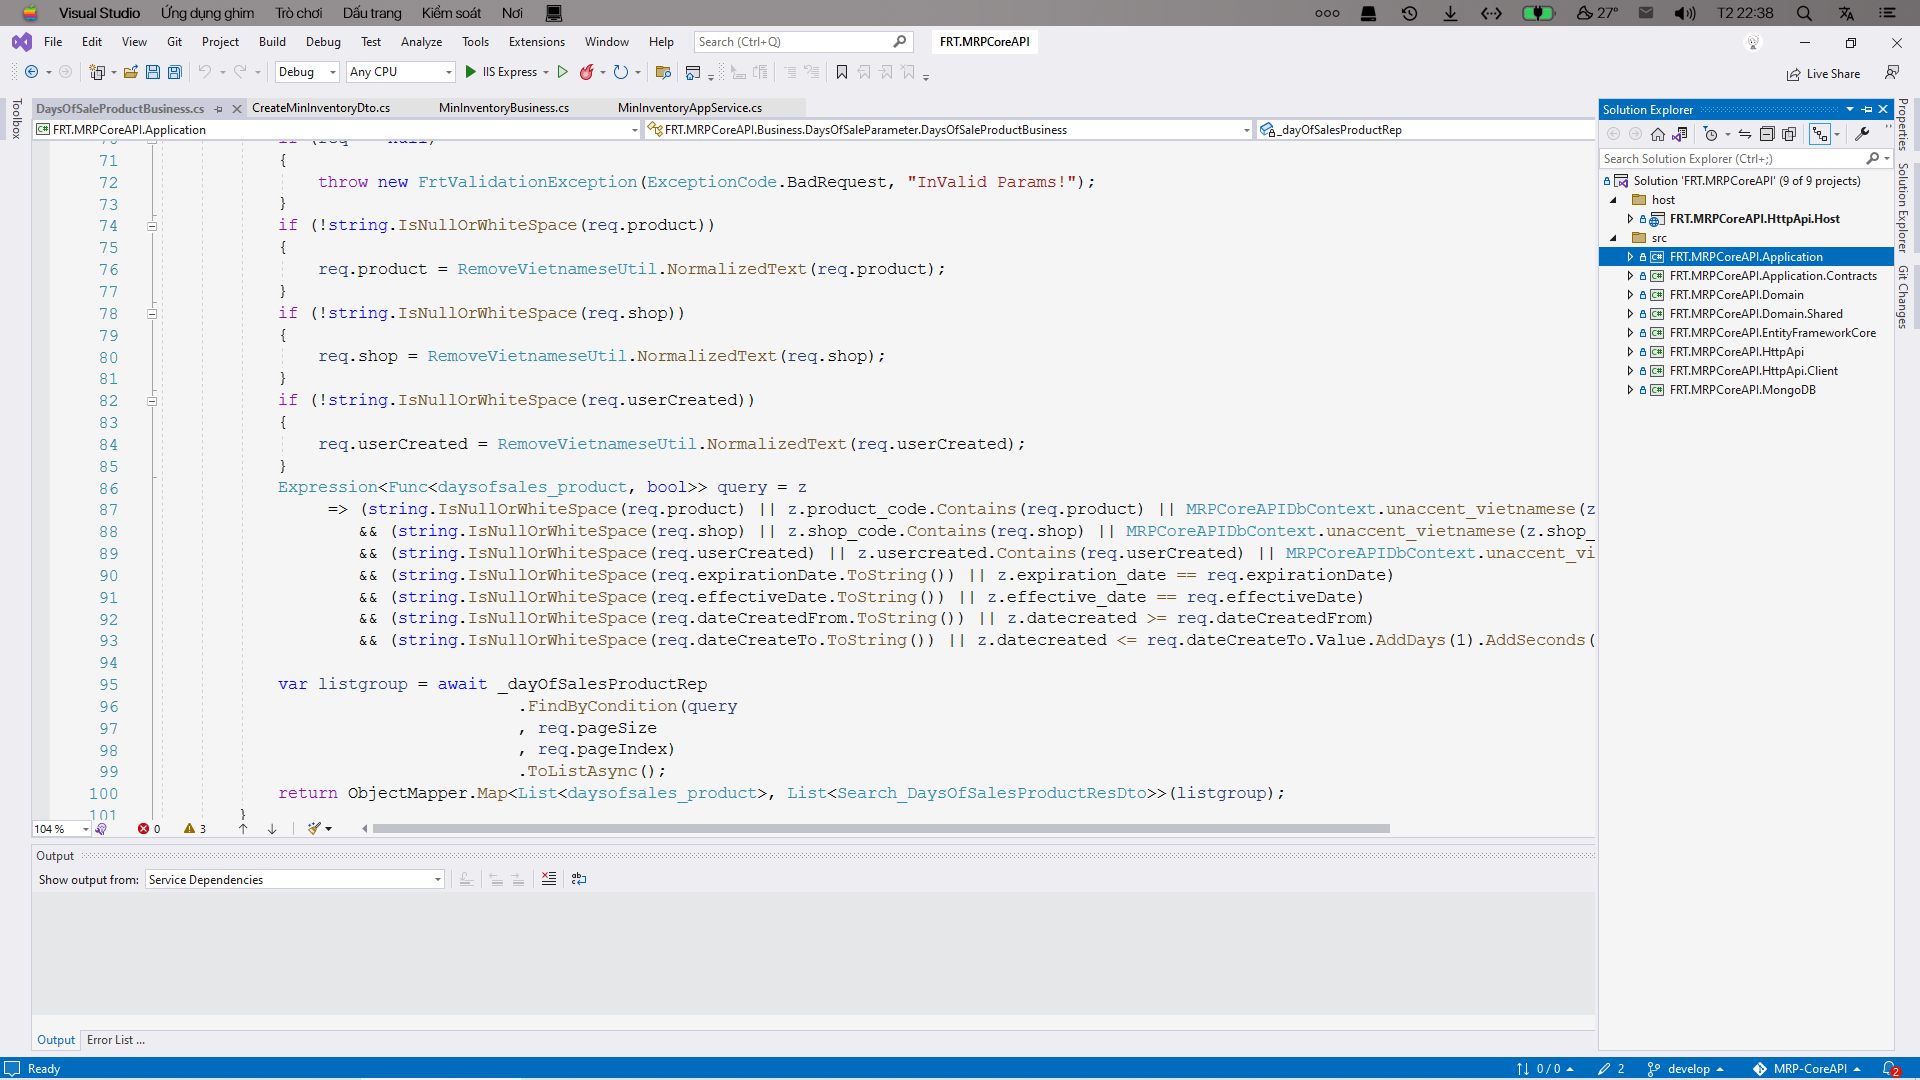 Visual Studio Ứng dụng ghim Trò chơi Dấu trang Kiểm soát Nơi
27° T2 22:38
File Edit View Git Project Build Debug Test Analyze Tools Extensions Window Help Search (Ctrl+Q) FRT.MRPCoreAPI
Debug Any CPU IIS Express Live Share
Toolbox
DaysOfSaleProductBusiness.cs CreateMinInventoryDto.cs MinInventoryBusiness.cs MinInventoryAppService.cs
FRT.MRPCoreAPI.Application FRT.MRPCoreAPI.Business.DaysOfSaleParameter.DaysOfSaleProductBusiness _dayOfSalesProductRep
71 {
72 throw new FrtValidationException(ExceptionCode.BadRequest, "InValid Params!");
73 }
74 if (!string.IsNullOrWhiteSpace(req.product))
75 {
76 req.product = RemoveVietnameseUtil.NormalizedText(req.product);
77 }
78 if (!string.IsNullOrWhiteSpace(req.shop))
79 {
80 req.shop = RemoveVietnameseUtil.NormalizedText(req.shop);
81 }
82 if (!string.IsNullOrWhiteSpace(req.userCreated))
83 {
84 req.userCreated = RemoveVietnameseUtil.NormalizedText(req.userCreated);
85 }
86 Expression<Func<daysofsales_product, bool>> query = z
87 => (string.IsNullOrWhiteSpace(req.product) || z.product_code.Contains(req.product) || MRPCoreAPIDbContext.unaccent_vietnamese(z
88 && (string.IsNullOrWhiteSpace(req.shop) || z.shop_code.Contains(req.shop) || MRPCoreAPIDbContext.unaccent_vietnamese(z.shop_
89 && (string.IsNullOrWhiteSpace(req.userCreated) || z.usercreated.Contains(req.userCreated) || MRPCoreAPIDbContext.unaccent_vi
90 && (string.IsNullOrWhiteSpace(req.expirationDate.ToString()) || z.expiration_date == req.expirationDate)
91 && (string.IsNullOrWhiteSpace(req.effectiveDate.ToString()) || z.effective_date == req.effectiveDate)
92 && (string.IsNullOrWhiteSpace(req.dateCreatedFrom.ToString()) || z.datecreated >= req.dateCreatedFrom)
93 && (string.IsNullOrWhiteSpace(req.dateCreateTo.ToString()) || z.datecreated <= req.dateCreateTo.Value.AddDays(1).AddSeconds(
94
95 var listgroup = await _dayOfSalesProductRep
96 .FindByCondition(query
97 , req.pageSize
98 , req.pageIndex)
99 .ToListAsync();
100 return ObjectMapper.Map<List<daysofsales_product>, List<Search_DaysOfSalesProductResDto>>(listgroup);
101 }
104 % 0 3
Output
Show output from: Service Dependencies
Output Error List ...
Solution Explorer
Search Solution Explorer (Ctrl+;)
Solution 'FRT.MRPCoreAPI' (9 of 9 projects)
host
FRT.MRPCoreAPI.HttpApi.Host
src
FRT.MRPCoreAPI.Application
FRT.MRPCoreAPI.Application.Contracts
FRT.MRPCoreAPI.Domain
FRT.MRPCoreAPI.Domain.Shared
FRT.MRPCoreAPI.EntityFrameworkCore
FRT.MRPCoreAPI.HttpApi
FRT.MRPCoreAPI.HttpApi.Client
FRT.MRPCoreAPI.MongoDB
Properties
Solution Explorer
Git Changes
Ready 0 / 0 2 develop MRP-CoreAPI 2